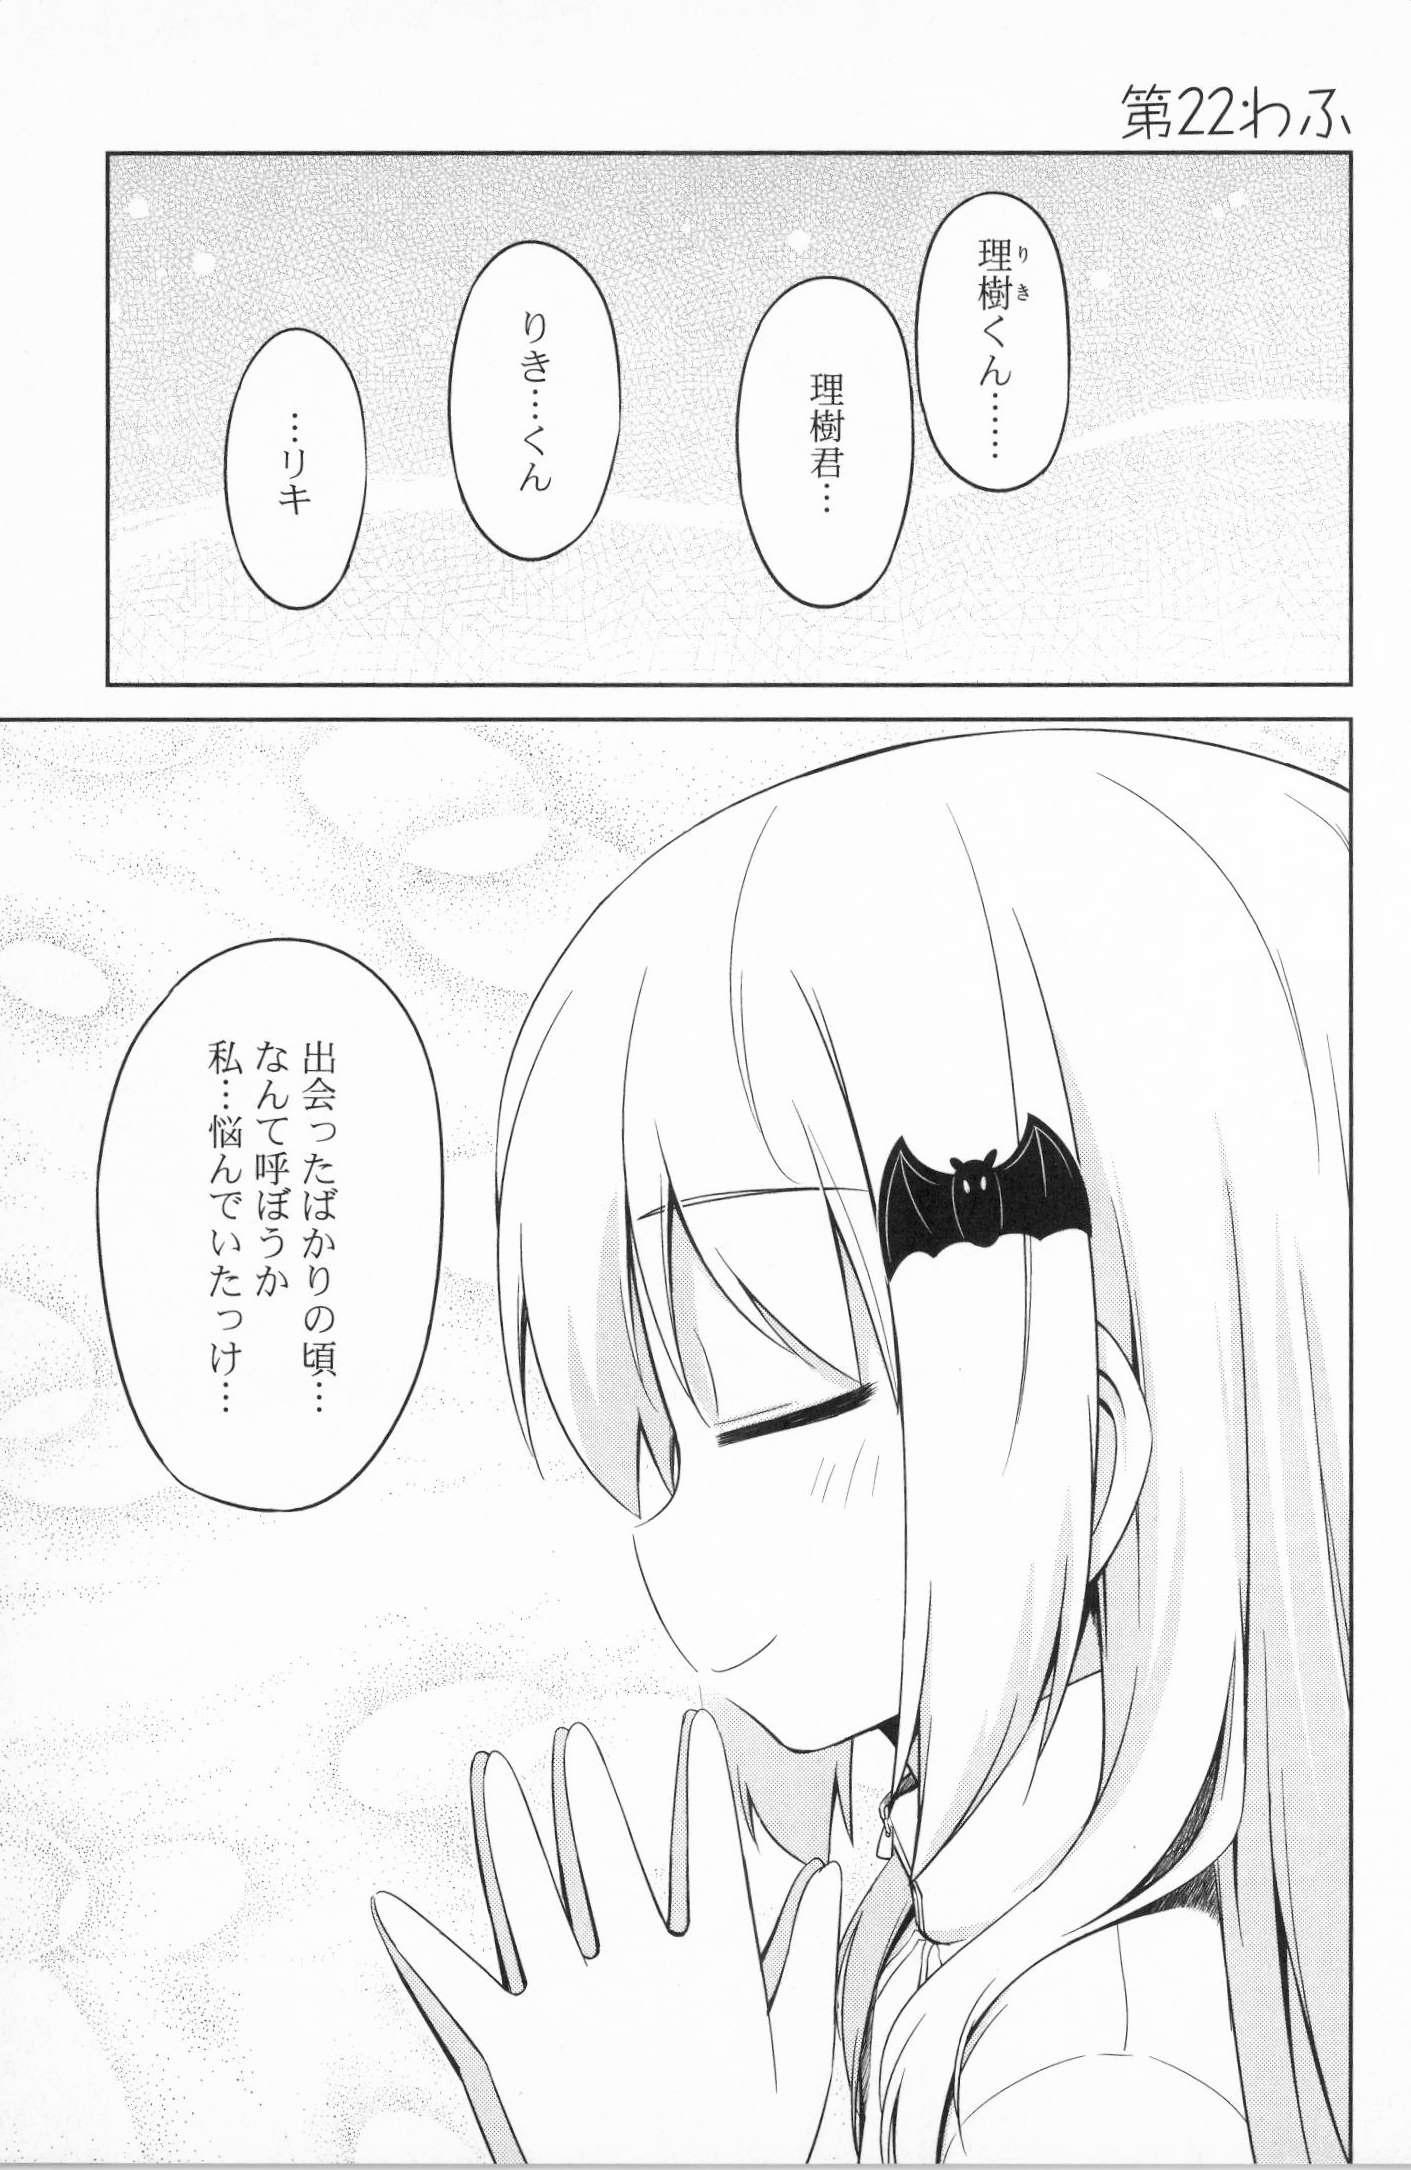 第22わふ
理樹くん……
りき
理樹君…
りき…くん
…リキ
出会ったばかりの頃…
なんて呼ぼうか
私…悩んでいたっけ…